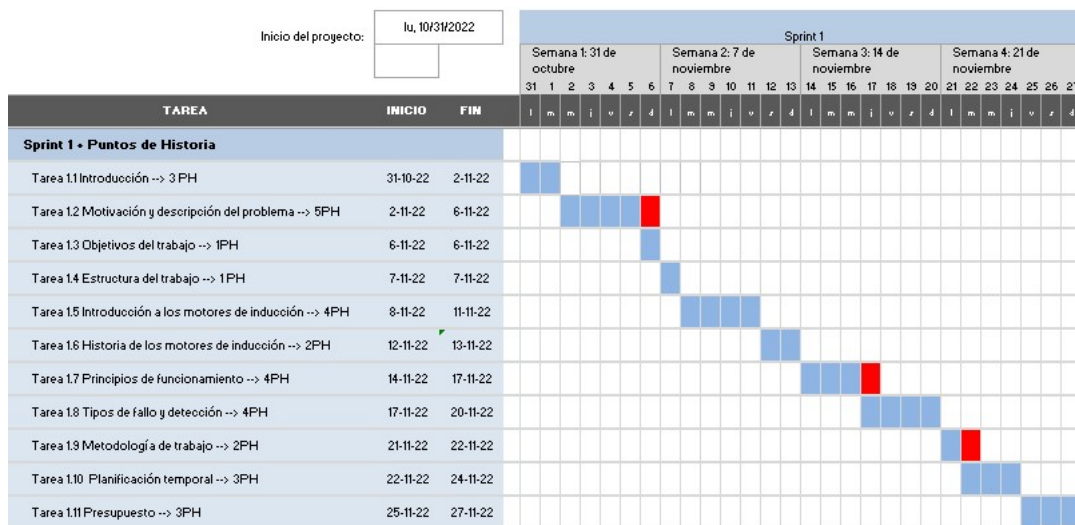 Inicio del proyecto: lu, 10/31/2022
Sprint 1
Semana 1: 31 de octubre Semana 2: 7 de noviembre Semana 3: 14 de noviembre Semana 4: 21 de noviembre
31 1 2 3 4 5 6 7 8 9 10 11 12 13 14 15 16 17 18 19 20 21 22 23 24 25 26 27
TAREA INICIO FIN l m m j v s d l m m j v s d l m m j v s d l m m j v s d
Sprint 1 + Puntos de Historia
Tarea 1.1 Introducción --> 3 PH 31-10-22 2-11-22
Tarea 1.2 Motivación y descripción del problema --> 5PH 2-11-22 6-11-22
Tarea 1.3 Objetivos del trabajo --> 1PH 6-11-22 6-11-22
Tarea 1.4 Estructura del trabajo --> 1 PH 7-11-22 7-11-22
Tarea 1.5 Introducción a los motores de inducción --> 4PH 8-11-22 11-11-22
Tarea 1.6 Historia de los motores de inducción --> 2PH 12-11-22 13-11-22
Tarea 1.7 Principios de funcionamiento --> 4PH 14-11-22 17-11-22
Tarea 1.8 Tipos de fallo y detección --> 4PH 17-11-22 20-11-22
Tarea 1.9 Metodología de trabajo --> 2PH 21-11-22 22-11-22
Tarea 1.10 Planificación temporal --> 3PH 22-11-22 24-11-22
Tarea 1.11 Presupuesto --> 3PH 25-11-22 27-11-22